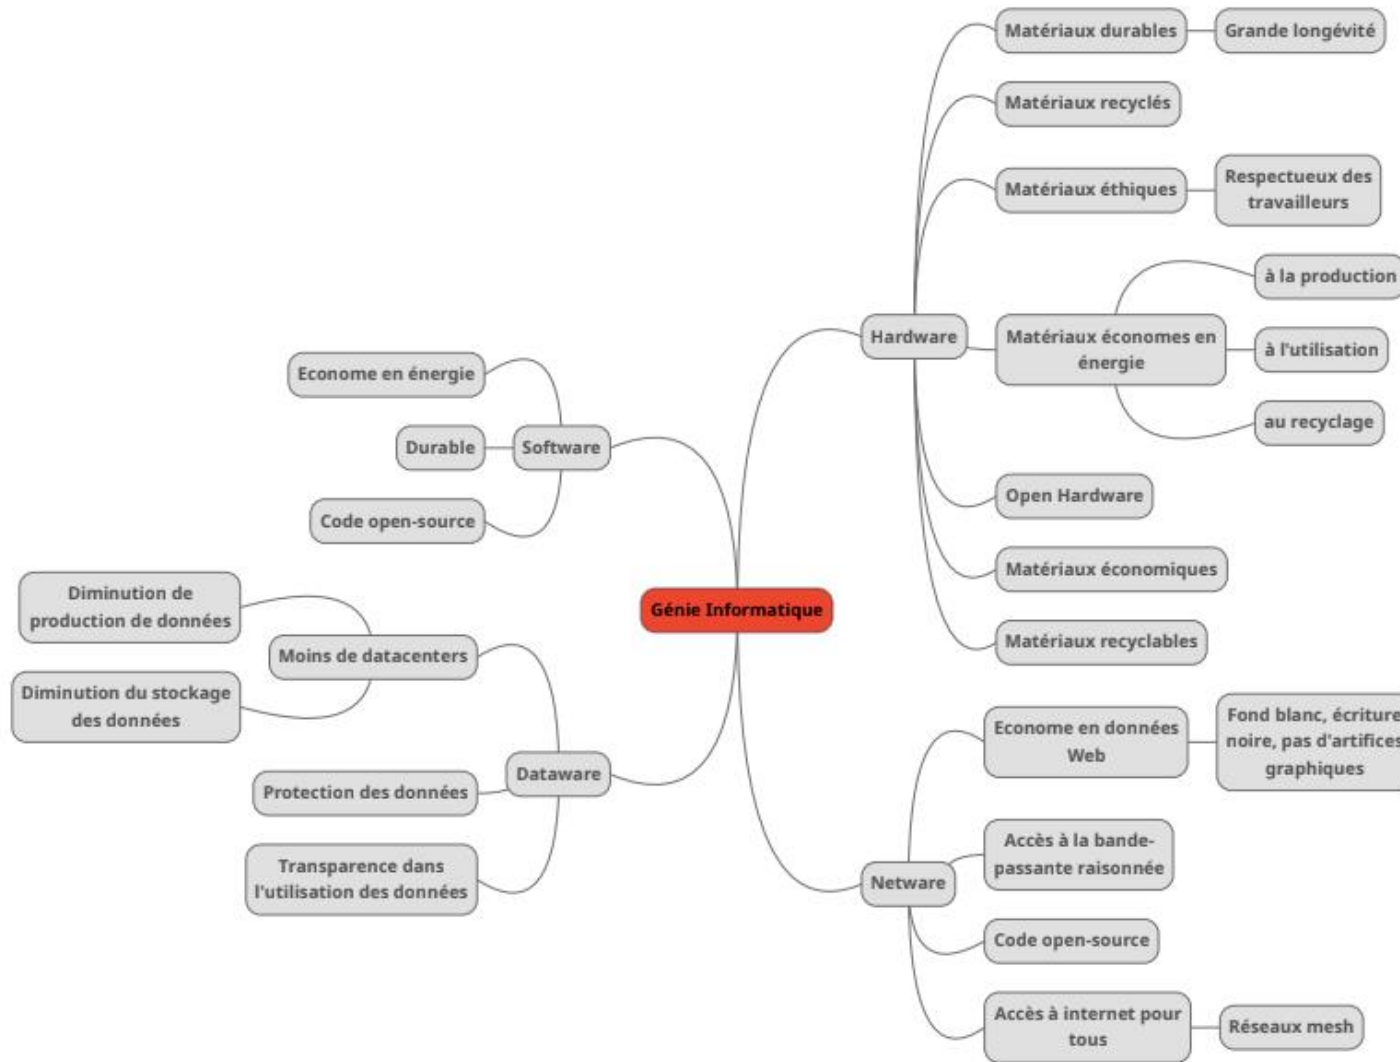 Génie Informatique
Hardware
Matériaux durables
Grande longévité
Matériaux recyclés
Matériaux éthiques
Respectueux des
travailleurs
Matériaux économes en
énergie
à la production
à l'utilisation
au recyclage
Open Hardware
Matériaux économiques
Matériaux recyclables
Netware
Econome en données
Web
Fond blanc, écriture
noire, pas d'artifices
graphiques
Accès à la bande-
passante raisonnée
Code open-source
Accès à internet pour
tous
Réseaux mesh
Software
Econome en énergie
Durable
Code open-source
Dataware
Moins de datacenters
Diminution de
production de données
Diminution du stockage
des données
Protection des données
Transparence dans
l'utilisation des données